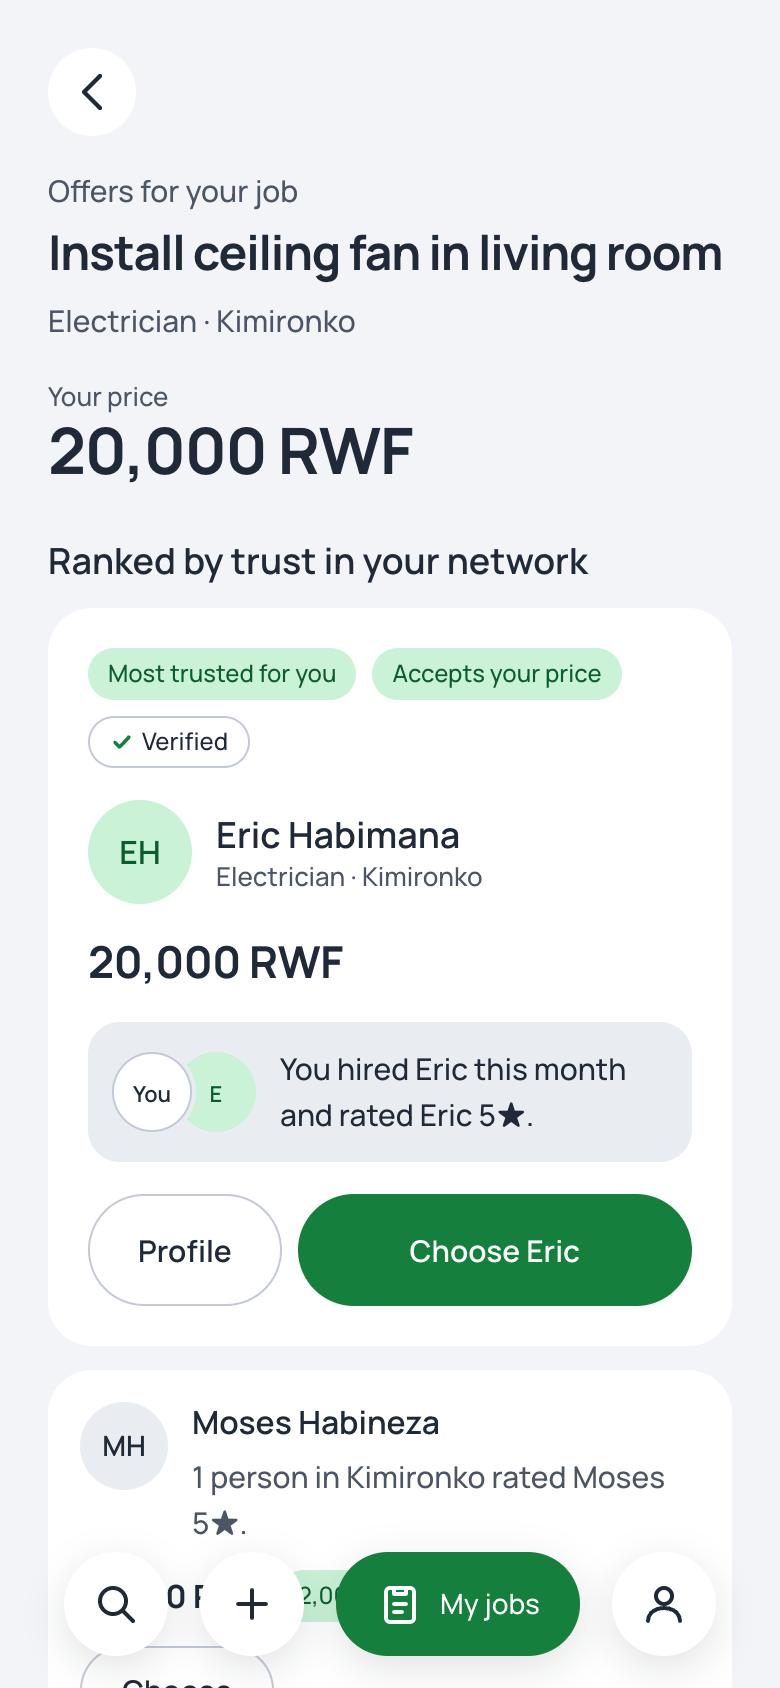 Offers for your job
Install ceiling fan in living room
Electrician · Kimironko
Your price
20,000 RWF
Ranked by trust in your network
Most trusted for you
Accepts your price
Verified
EH
Eric Habimana
Electrician · Kimironko
20,000 RWF
You
E
You hired Eric this month
and rated Eric 5★.
Profile
Choose Eric
MH
Moses Habineza
1 person in Kimironko rated Moses
5★.
My jobs
Choose